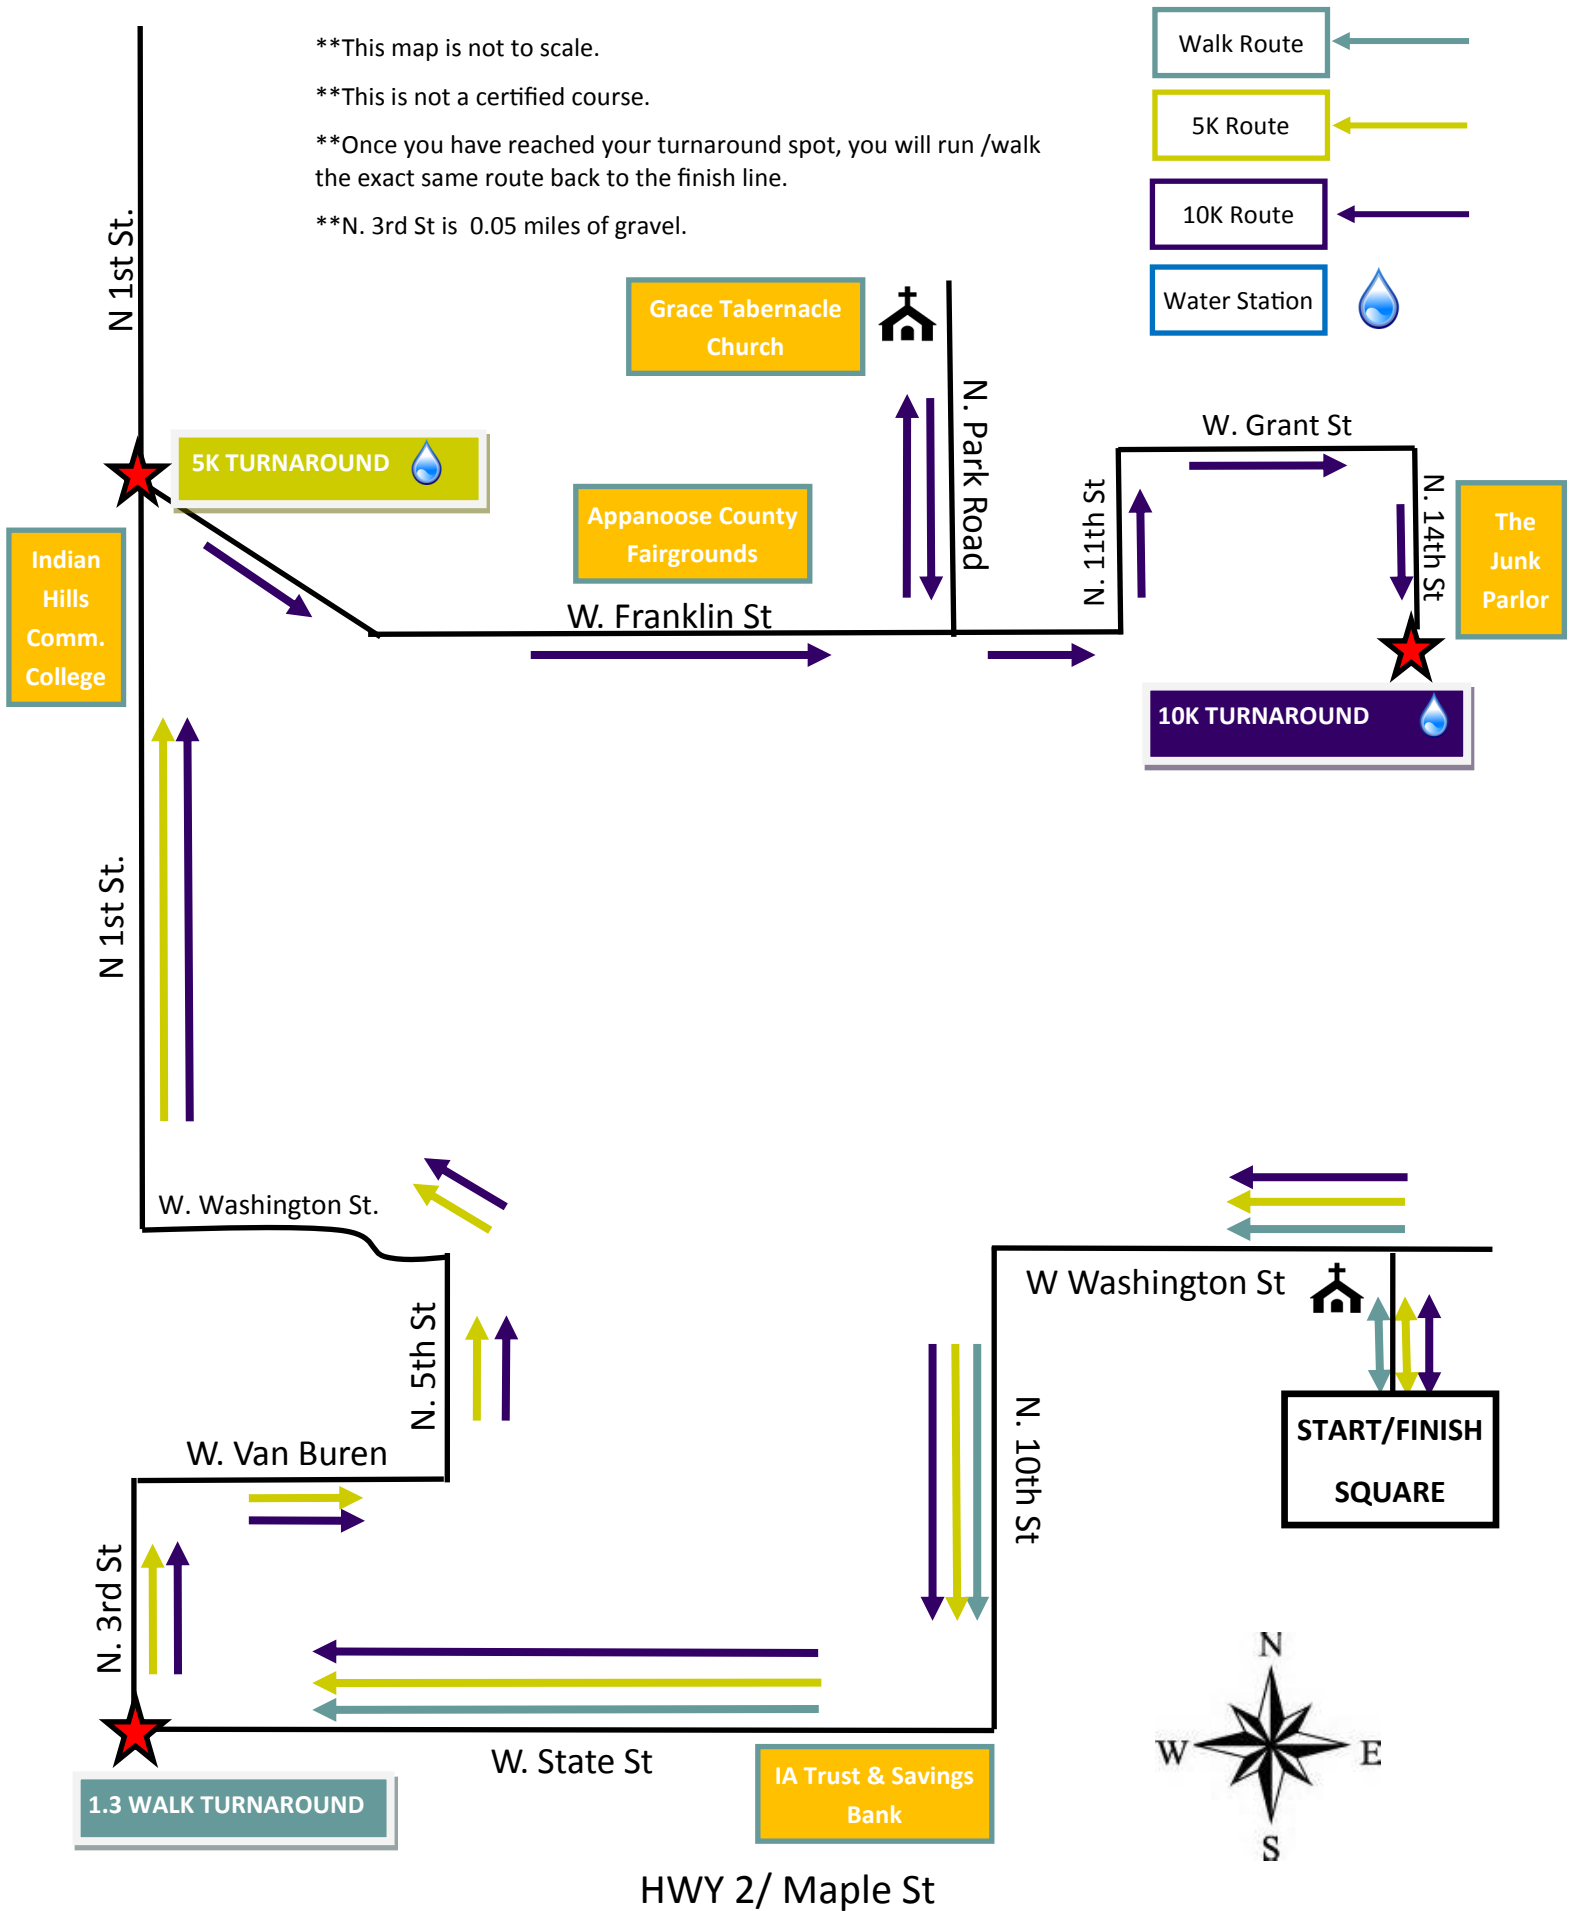 **This map is not to scale.
**This is not a certified course.
**Once you have reached your turnaround spot, you will run /walk
the exact same route back to the finish line.
**N. 3rd St is  0.05 miles of gravel.
Walk Route
5K Route
10K Route
Water Station
N 1st St.
Grace Tabernacle
Church
N. Park Road
W. Grant St
5K TURNAROUND
Appanoose County
Fairgrounds
N. 11th St
N. 14th St
The
Junk
Parlor
Indian
Hills
Comm.
College
W. Franklin St
10K TURNAROUND
N 1st St.
W. Washington St.
W Washington St
N. 5th St
N. 10th St
START/FINISH
SQUARE
W. Van Buren
N. 3rd St
W. State St
IA Trust & Savings
Bank
1.3 WALK TURNAROUND
N
W
E
S
HWY 2/ Maple St